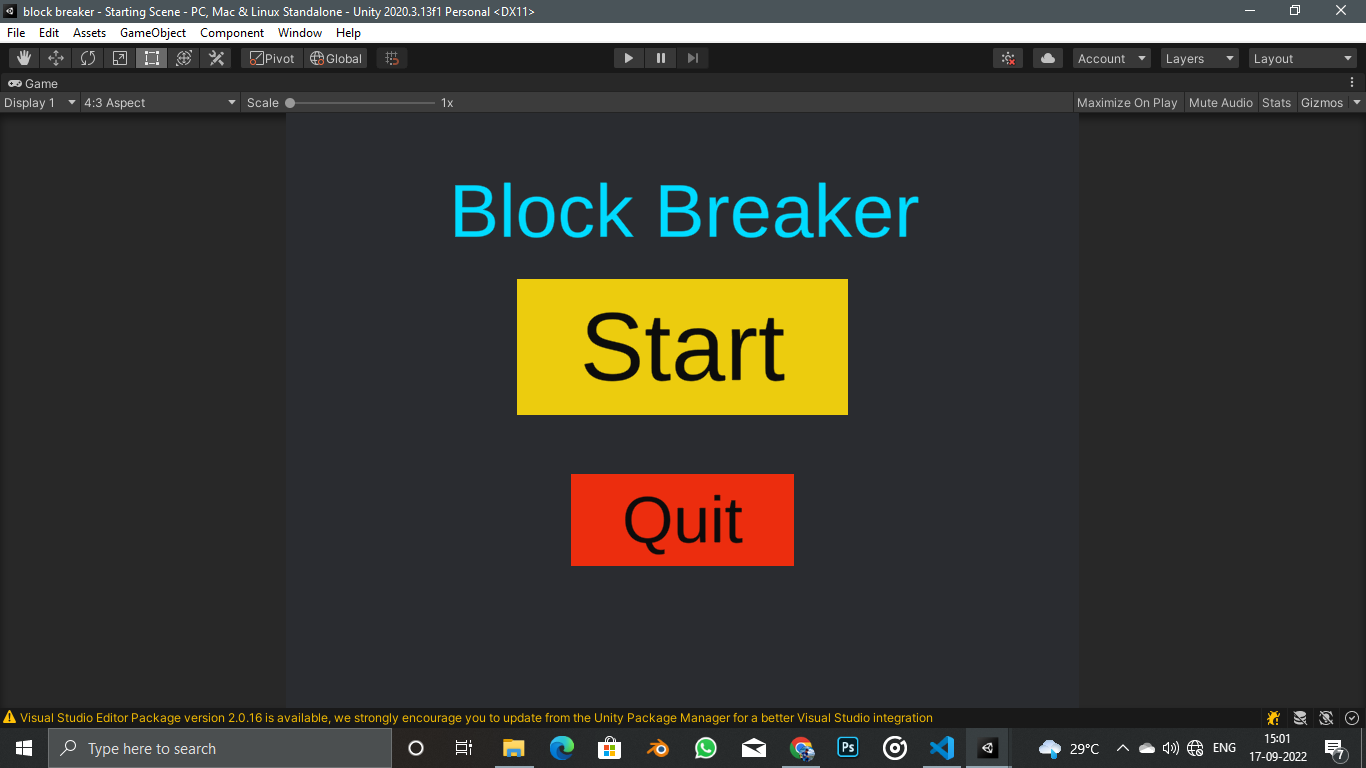 block breaker - Starting Scene - PC, Mac & Linux Standalone - Unity 2020.3.13f1 Personal <DX11>
File Edit Assets GameObject Component Window Help
Pivot Global Account Layers Layout
Game
Display 1 4:3 Aspect Scale 1x Maximize On Play Mute Audio Stats Gizmos
Block Breaker
Start
Quit
Visual Studio Editor Package version 2.0.16 is available, we strongly encourage you to update from the Unity Package Manager for a better Visual Studio integration
Type here to search Ps 29°C ENG 15:01
17-09-2022 7